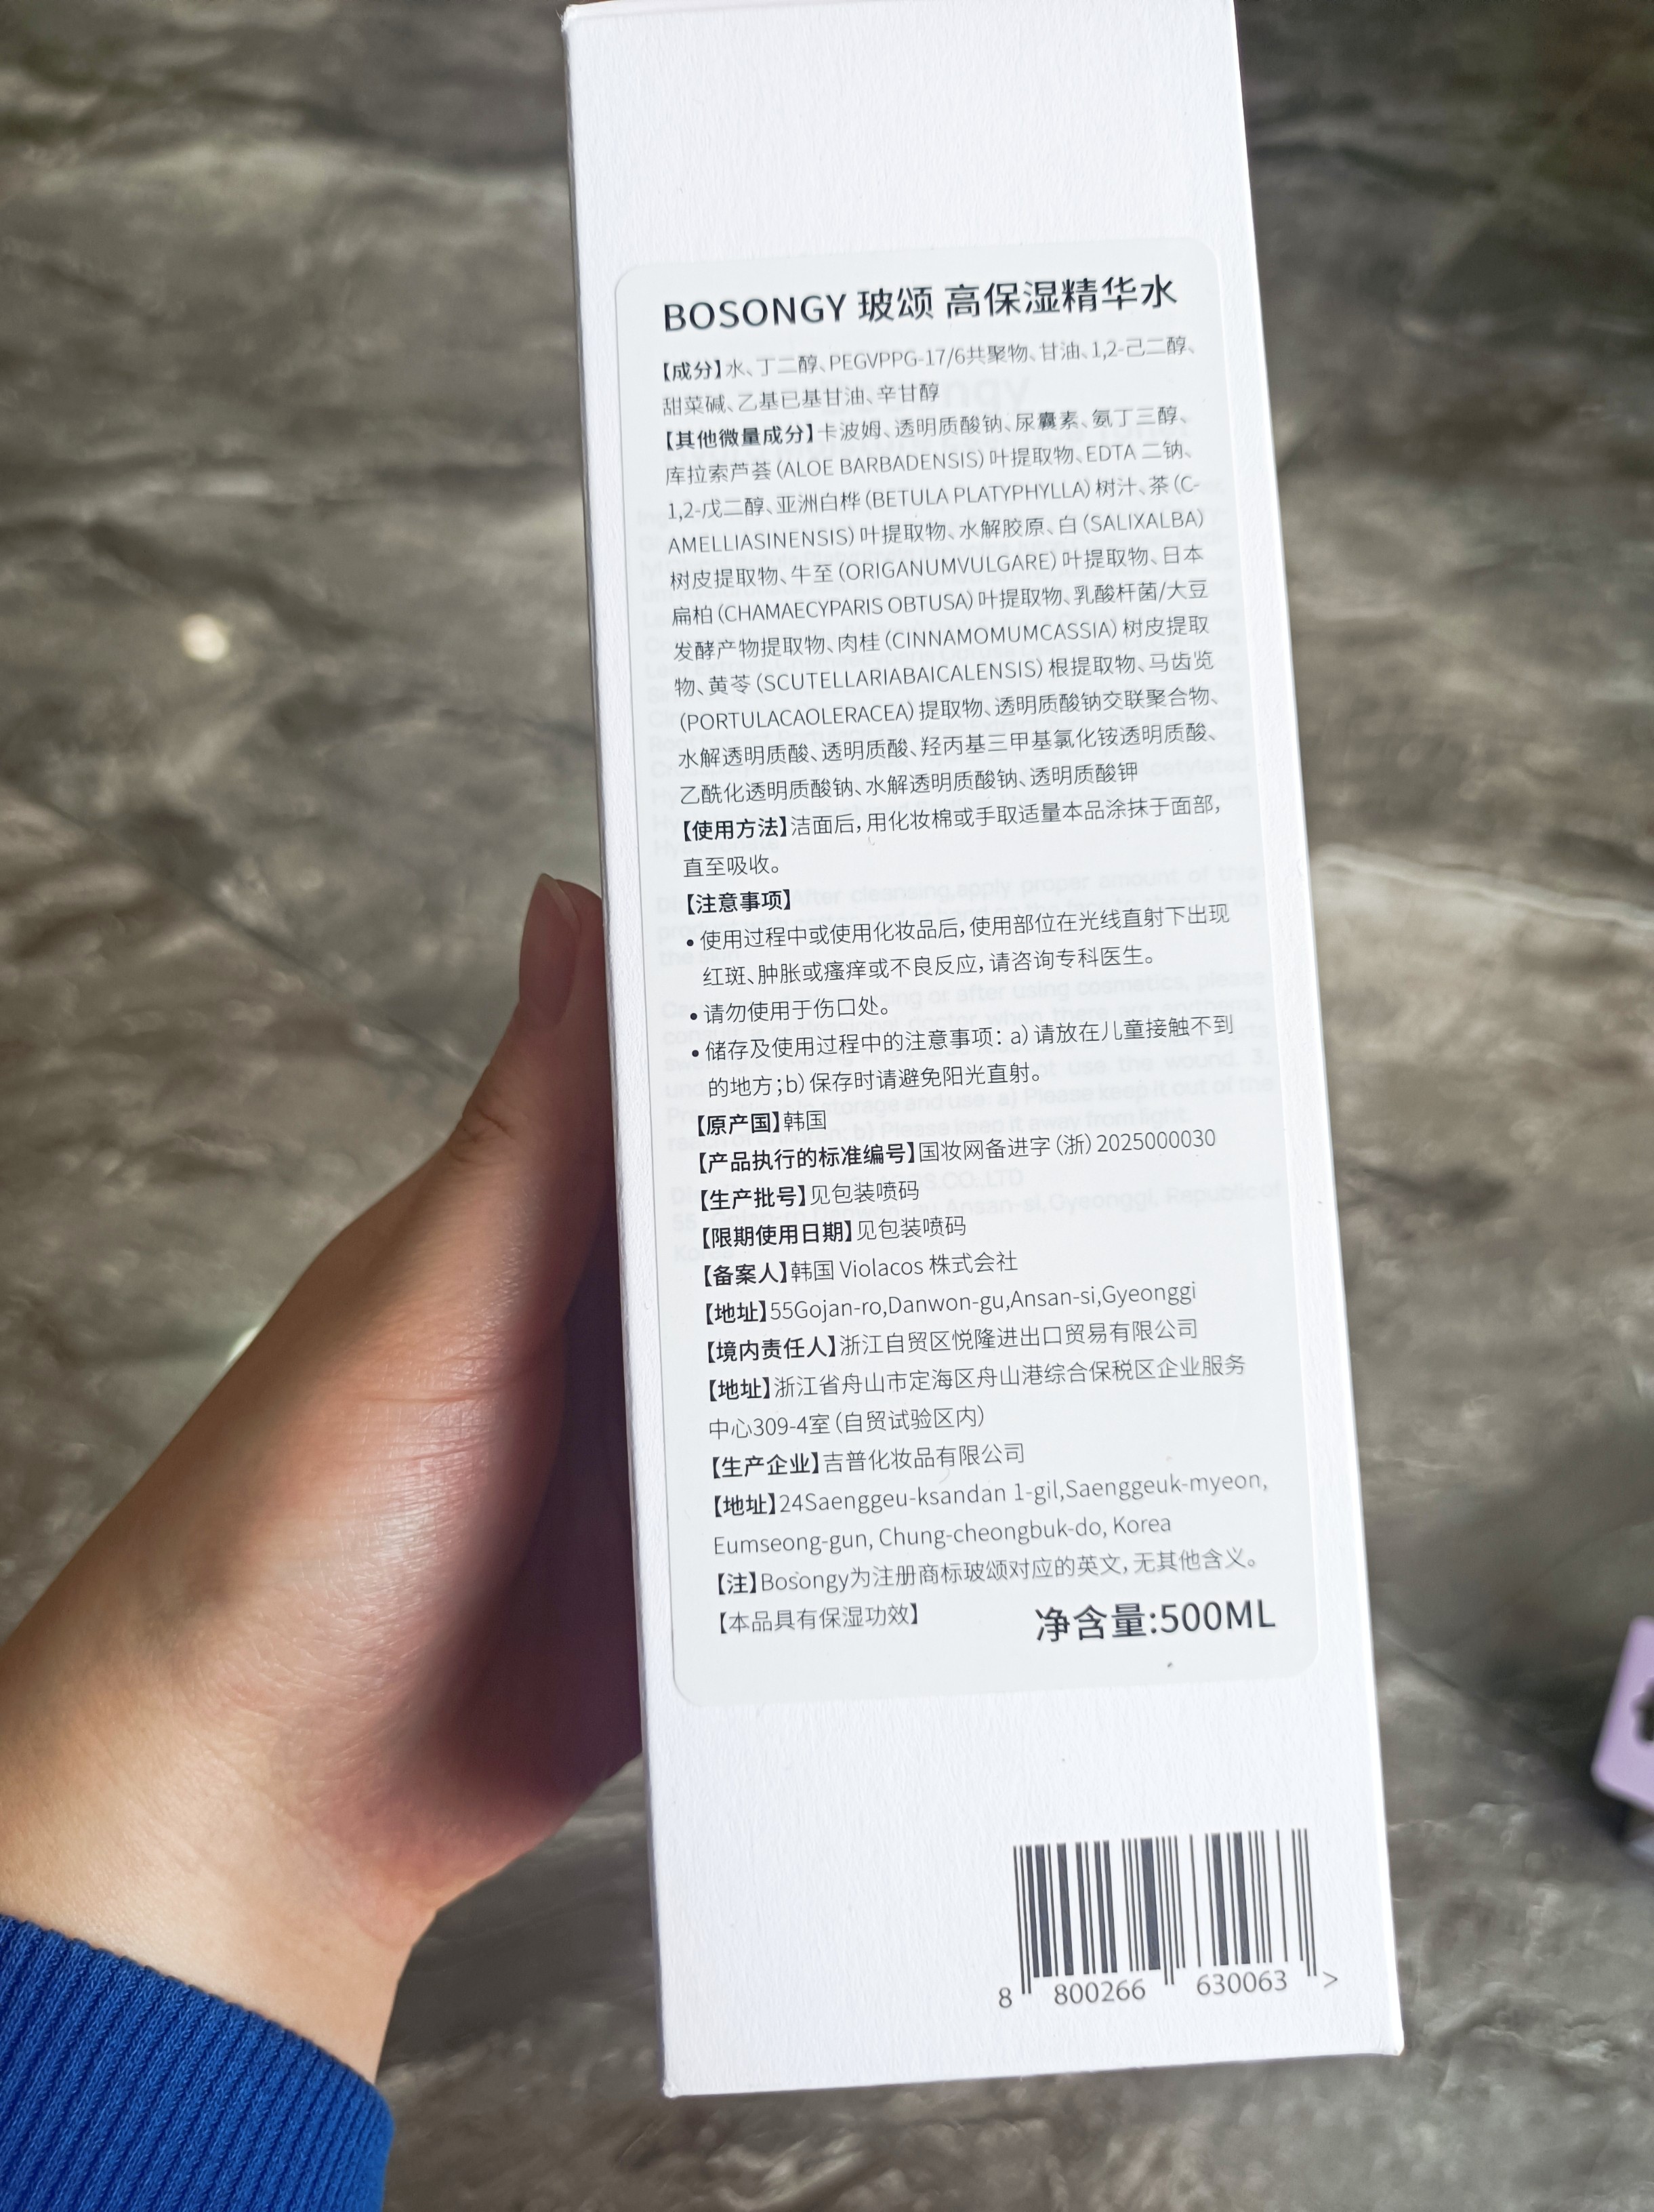 BOSONGY 玻颂 高保湿精华水
【成分】水、丁二醇、PEGVPPG-17/6共聚物、甘油、1,2-己二醇、
甜菜碱、乙基已基甘油、辛甘醇
【其他微量成分】卡波姆、透明质酸钠、尿囊素、氨丁三醇、
库拉索芦荟(ALOE BARBADENSIS)叶提取物、EDTA 二钠、
1,2-戊二醇、亚洲白桦(BETULA PLATYPHYLLA)树汁、茶(C-
AMELLIASINENSIS)叶提取物、水解胶原、白(SALIXALBA)
树皮提取物、牛至(ORIGANUMVULGARE)叶提取物、日本
扁柏(CHAMAECYPARIS OBTUSA)叶提取物、乳酸杆菌/大豆
发酵产物提取物、肉桂(CINNAMOMUMCASSIA)树皮提取
物、黄芩(SCUTELLARIABAICALENSIS)根提取物、马齿览
(PORTULACAOLERACEA)提取物、透明质酸钠交联聚合物、
水解透明质酸、透明质酸、羟丙基三甲基氯化铵透明质酸、
乙酰化透明质酸钠、水解透明质酸钠、透明质酸钾
【使用方法】洁面后,用化妆棉或手取适量本品涂抹于面部,
直至吸收。
【注意事项】
•使用过程中或使用化妆品后,使用部位在光线直射下出现
红斑、肿胀或瘙痒或不良反应,请咨询专科医生。
•请勿使用于伤口处。
•储存及使用过程中的注意事项:a)请放在儿童接触不到
的地方;b)保存时请避免阳光直射。
【原产国】韩国
【产品执行的标准编号】国妆网备进字(浙)2025000030
【生产批号】见包装喷码
【限期使用日期】见包装喷码
【备案人】韩国 Violacos 株式会社
【地址】55Gojan-ro,Danwon-gu,Ansan-si,Gyeonggi
【境内责任人】浙江自贸区悦隆进出口贸易有限公司
【地址】浙江省舟山市定海区舟山港综合保税区企业服务
中心309-4室(自贸试验区内)
【生产企业】吉普化妆品有限公司
【地址】24Saenggeu-ksandan 1-gil,Saenggeuk-myeon,
Eumseong-gun, Chung-cheongbuk-do, Korea
【注】Bosongy为注册商标玻颂对应的英文,无其他含义。
【本品具有保湿功效】
净含量:500ML
8 800266 630063 >